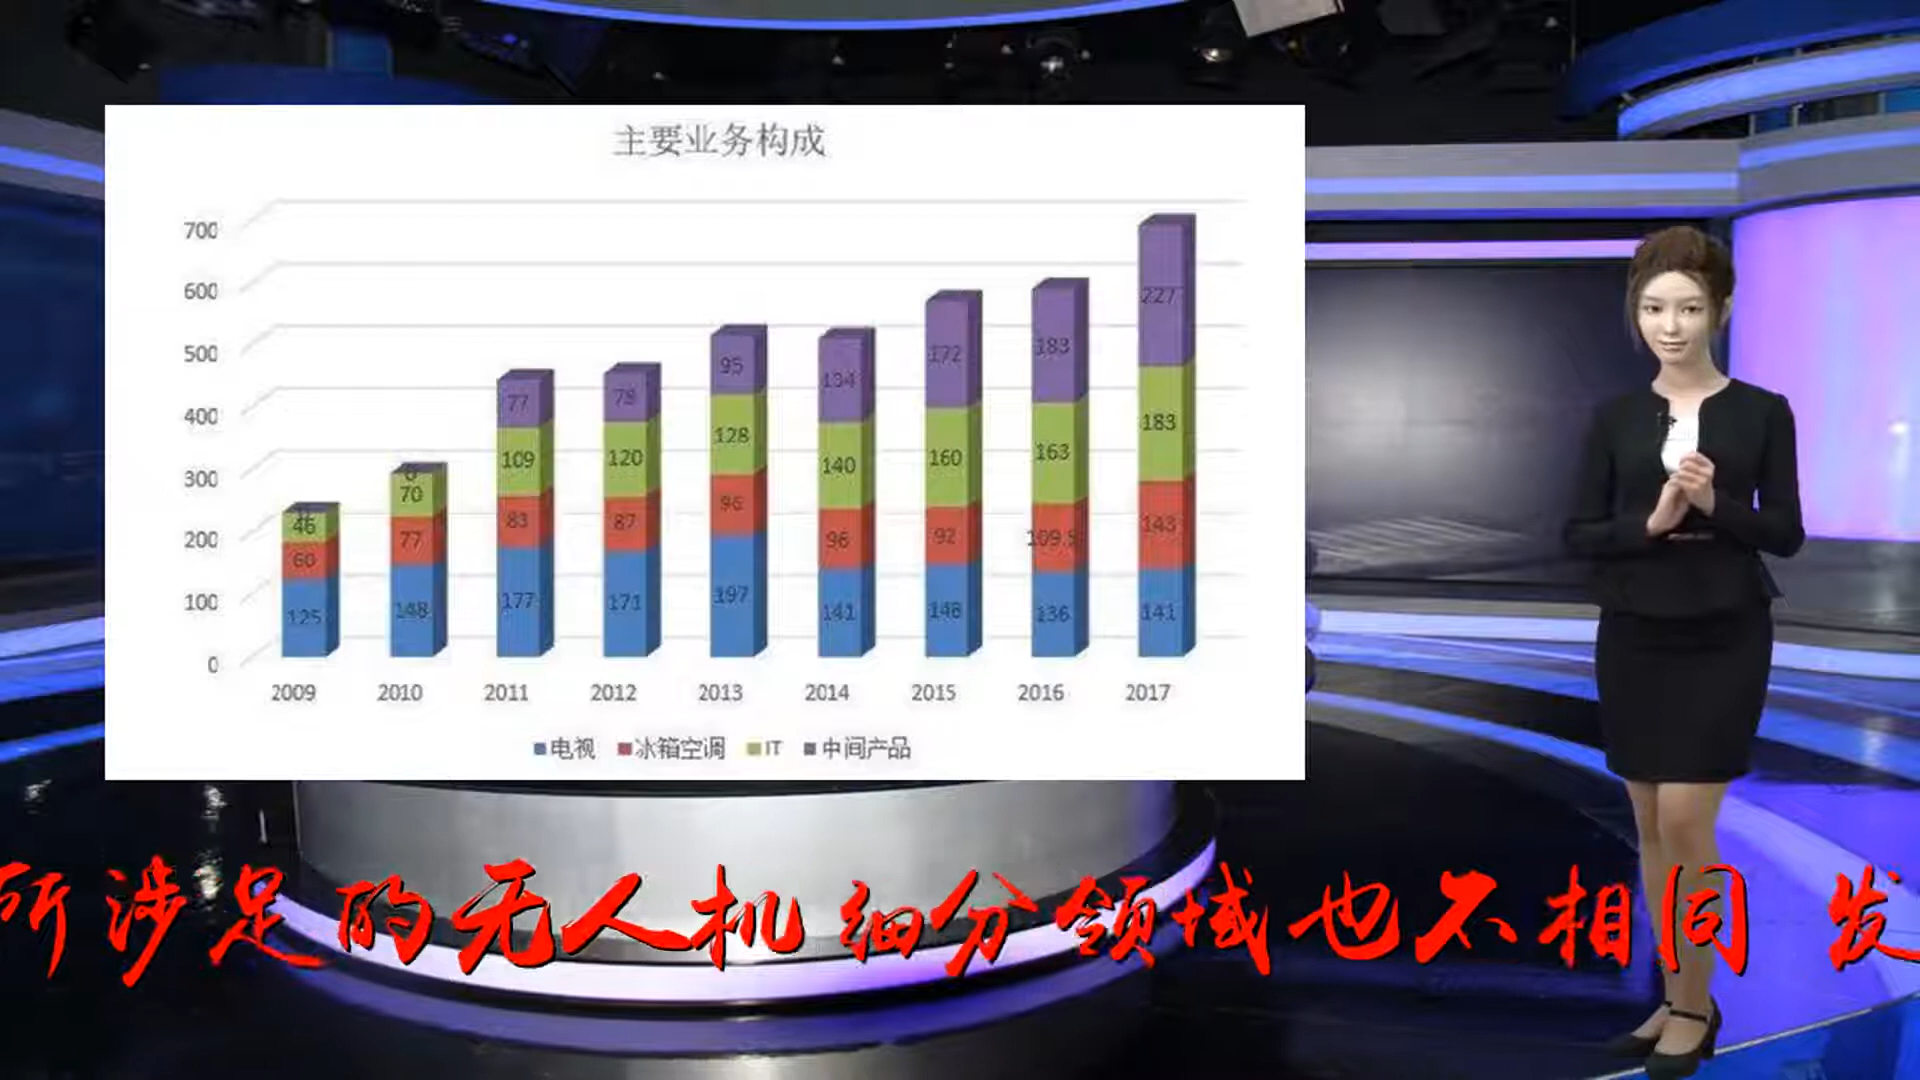 主要业务构成
700
600
500
400
300
200
100
0
77 78 95 134 172 183 227
46 70 109 120 128 140 160 163 183
60 77 83 87 96 96 92 109.5 143
125 148 177 171 197 141 148 136 141
2009 2010 2011 2012 2013 2014 2015 2016 2017
电视 冰箱空调 IT 中间产品
所涉足的无人机细分领域也不相同 发